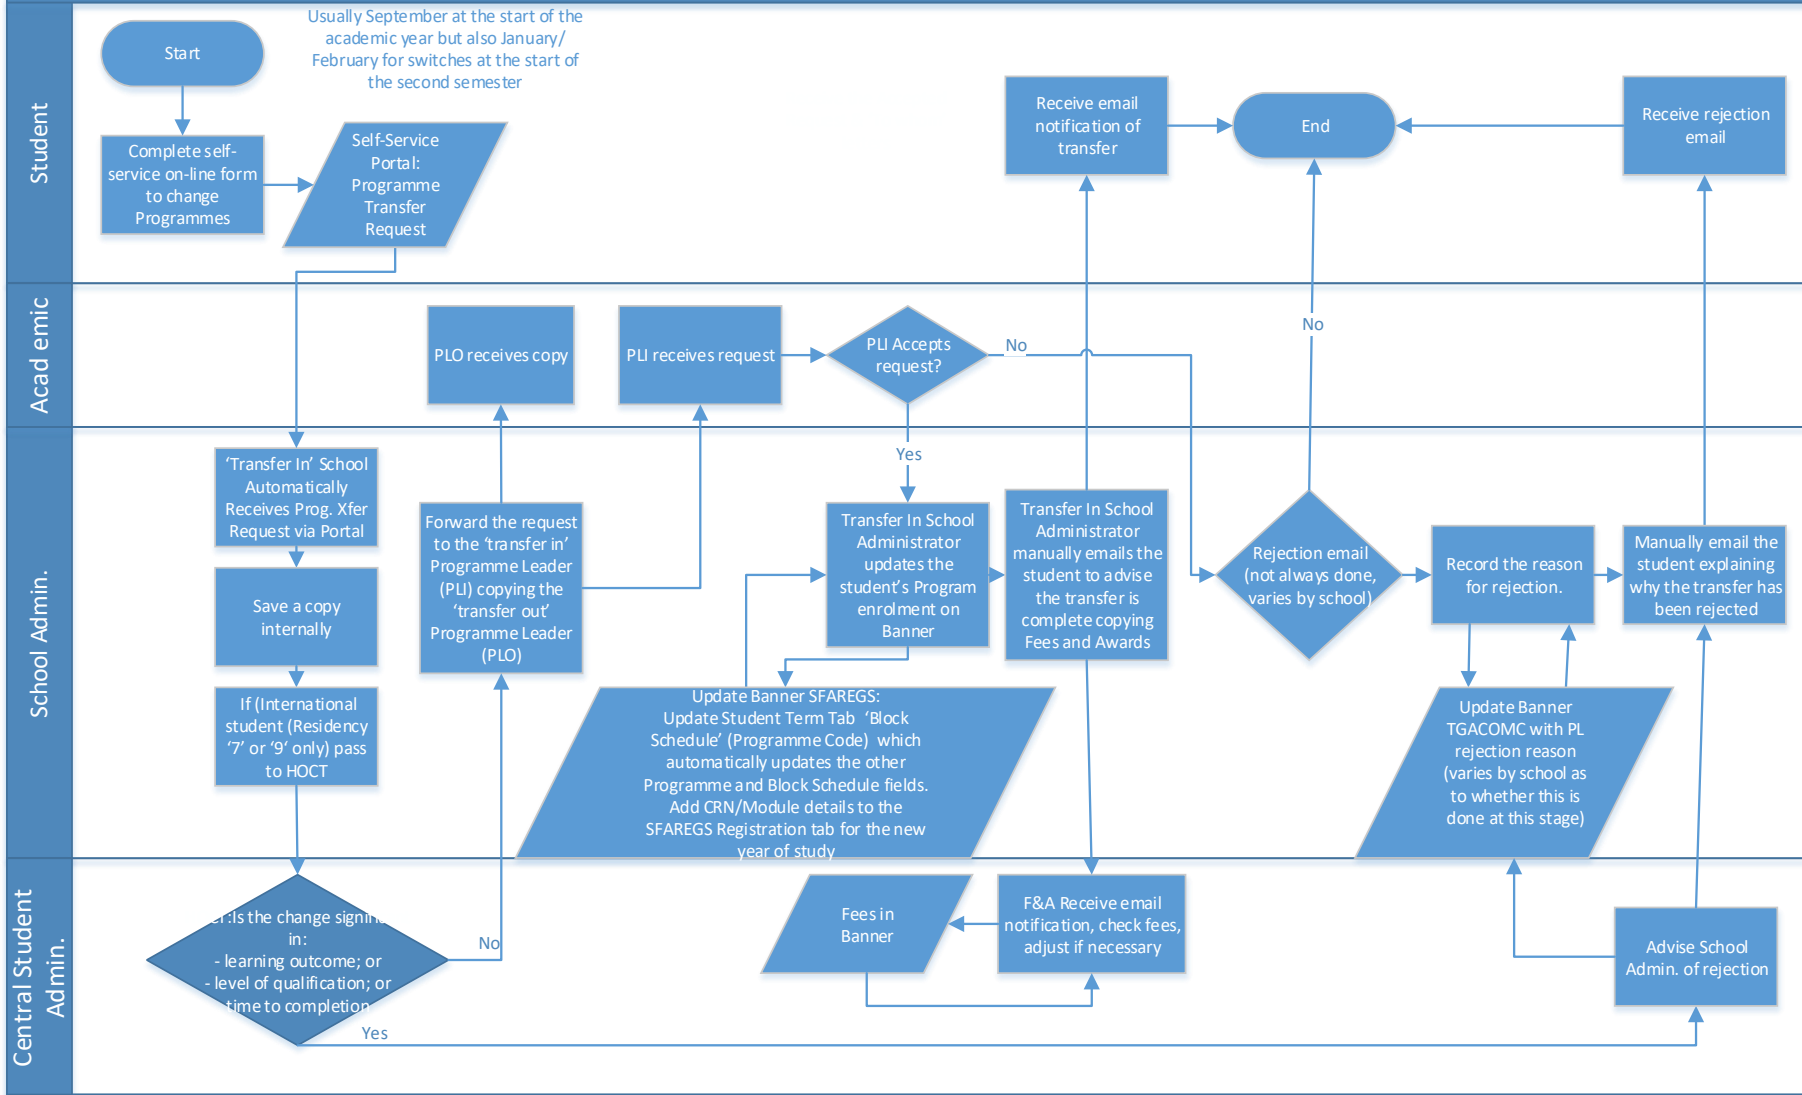 Student
Usually September at the start of the
academic year but also January/
February for switches at the start of
the second semester
Start
Complete self-
service on-line form
to change
Programmes
Self-Service
Portal:
Programme
Transfer
Request
Receive email
notification of
transfer
End
Receive rejection
email
Acad emic
PLO receives copy
PLI receives request
PLI Accepts
request?
No
No
Yes
School Admin.
‘Transfer In’ School
Automatically
Receives Prog. Xfer
Request via Portal
Save a copy
internally
If (International
student (Residency
‘7’ or ‘9‘ only) pass
to HOCT
Forward the request
to the ‘transfer in’
Programme Leader
(PLI) copying the
‘transfer out’
Programme Leader
(PLO)
Transfer In School
Administrator
updates the
student’s Program
enrolment on
Banner
Transfer In School
Administrator
manually emails the
student to advise
the transfer is
complete copying
Fees and Awards
Rejection email
(not always done,
varies by school)
Record the reason
for rejection.
Manually email the
student explaining
why the transfer has
been rejected
Update Banner SFAREGS:
Update Student Term Tab ‘Block
Schedule’ (Programme Code) which
automatically updates the other
Programme and Block Schedule fields.
Add CRN/Module details to the
SFAREGS Registration tab for the new
year of study
Update Banner
TGACOMC with PL
rejection reason
(varies by school as
to whether this is
done at this stage)
Central Student
Admin.
Is the change
in:
- learning outcome; or
- level of qualification; or
time to completion
No
Yes
Fees in
Banner
F&A Receive email
notification, check fees,
adjust if necessary
Advise School
Admin. of rejection